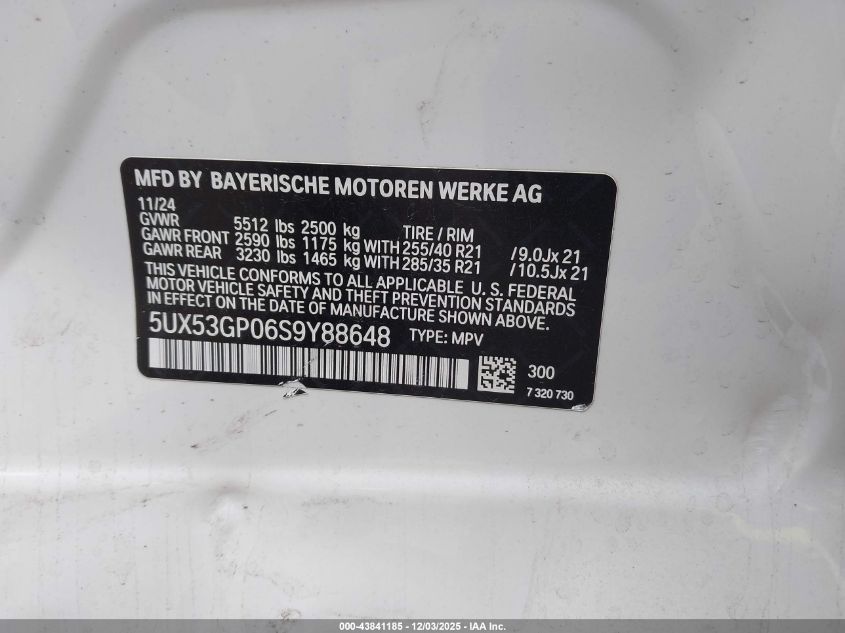 MFD BY BAYERISCHE MOTOREN WERKE AG
11/24
GVWR 5512 lbs 2500 kg TIRE / RIM
GAWR FRONT 2590 lbs 1175 kg WITH 255/40 R21 /9.0Jx 21
GAWR REAR 3230 lbs 1465 kg WITH 285/35 R21 /10.5Jx 21
THIS VEHICLE CONFORMS TO ALL APPLICABLE U. S. FEDERAL
MOTOR VEHICLE SAFETY AND THEFT PREVENTION STANDARDS
IN EFFECT ON THE DATE OF MANUFACTURE SHOWN ABOVE.
5UX53GP06S9Y88648 TYPE: MPV
300
7 320 730
000-43841185 - 12/03/2025 - IAA Inc.